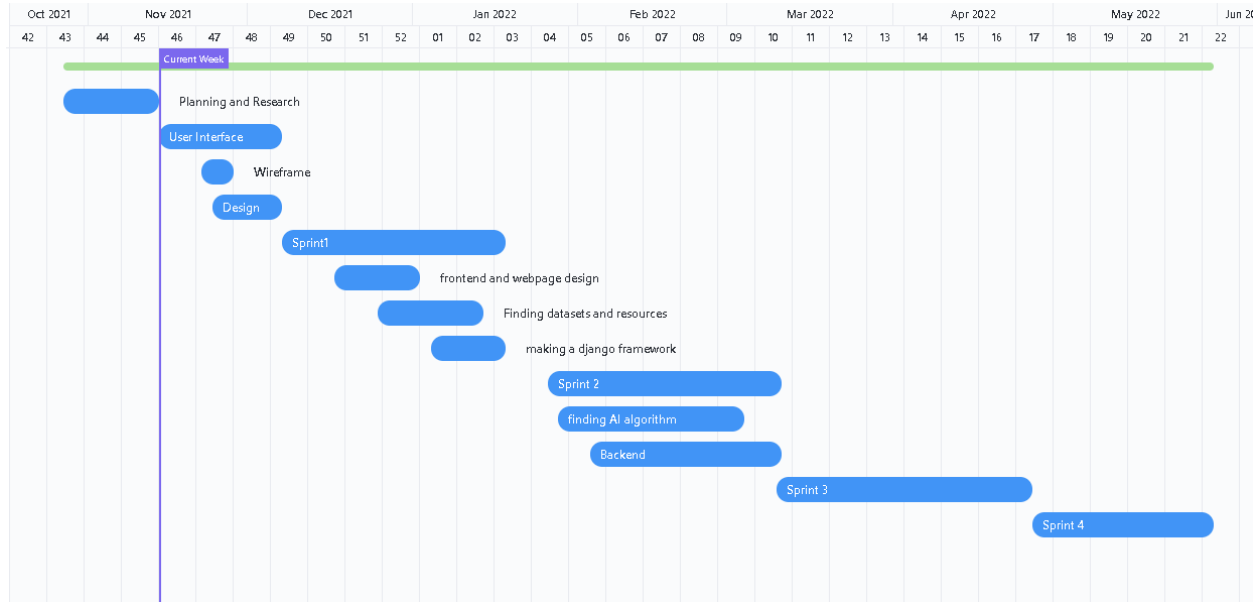 Oct 2021 Nov 2021 Dec 2021 Jan 2022 Feb 2022 Mar 2022 Apr 2022 May 2022 Jun 2
42 43 44 45 46 47 48 49 50 51 52 01 02 03 04 05 06 07 08 09 10 11 12 13 14 15 16 17 18 19 20 21 22
Current Week
Planning and Research
User Interface
Wireframe
Design
Sprint1
frontend and webpage design
Finding datasets and resources
making a django framework
Sprint 2
finding AI algorithm
Backend
Sprint 3
Sprint 4